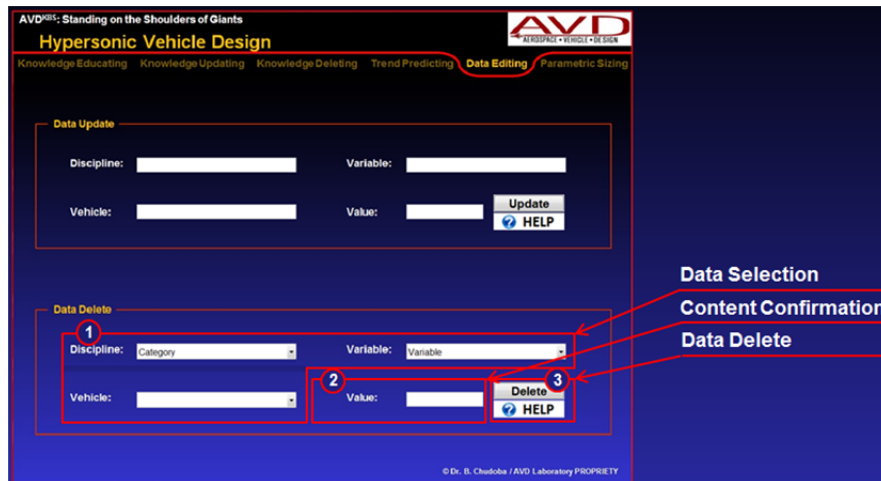 AVDKBS: Standing on the Shoulders of Giants
Hypersonic Vehicle Design
AVD
AEROSPACE • VEHICLE • DESIGN
Knowledge Educating Knowledge Updating Knowledge Deleting Trend Predicting Data Editing Parametric Sizing
Data Update
Discipline: Variable:
Vehicle: Value: Update
? HELP
Data Selection
Content Confirmation
Data Delete
Data Delete
1
Discipline: Category Variable: Variable
2 3
Vehicle: Value: Delete
? HELP
© Dr. B. Chudoba / AVD Laboratory PROPRIETY